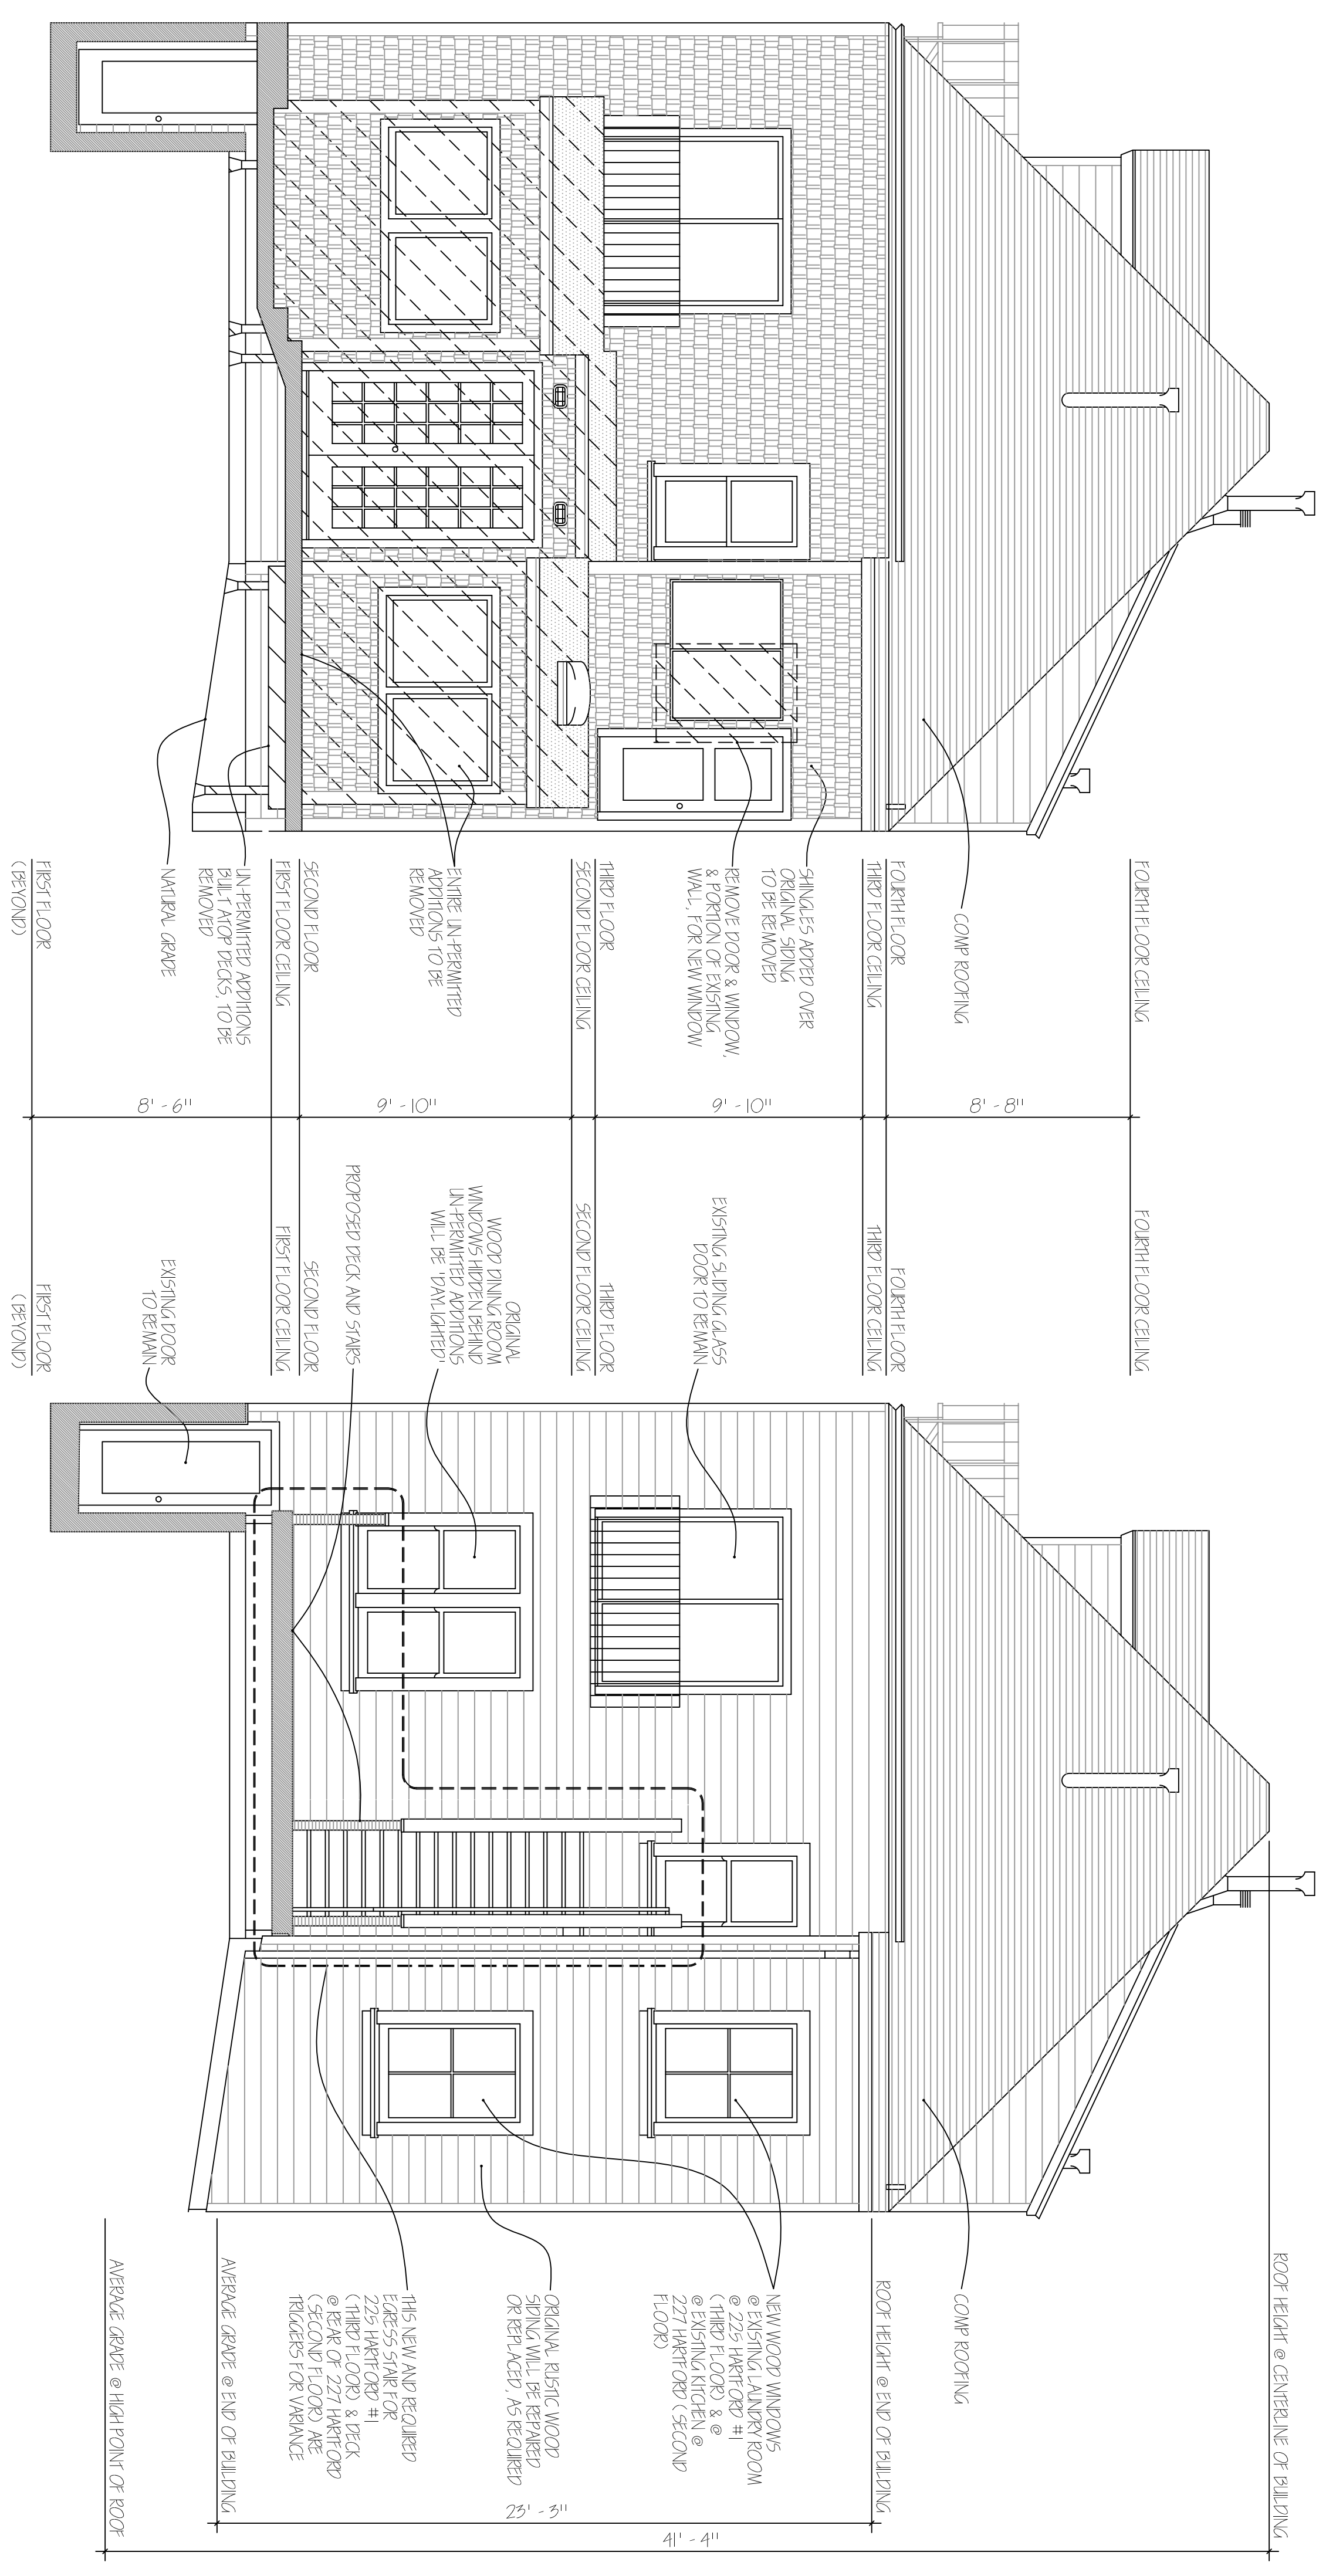 FIRST FLOOR
(BEYOND)
NATURAL GRADE
UN-PERMITTED ADDITIONS
BUILT ATOP DECKS, TO BE
REMOVED
FIRST FLOOR CEILING
SECOND FLOOR
ENTIRE UN-PERMITTED
ADDITIONS TO BE
REMOVED
SECOND FLOOR CEILING
THIRD FLOOR
REMOVE DOOR & WINDOW,
& PORTION OF EXISTING
WALL, FOR NEW WINDOW
SHINGLES ADDED OVER
ORIGINAL SIDING
TO BE REMOVED
THIRD FLOOR CEILING
FOURTH FLOOR
COMP ROOFING
FOURTH FLOOR CEILING
8' - 6"
9' - 10"
9' - 10"
8' - 8"
FIRST FLOOR
(BEYOND)
EXISTING DOOR
TO REMAIN
FIRST FLOOR CEILING
SECOND FLOOR
PROPOSED DECK AND STAIRS
ORIGINAL
WOOD DINING ROOM
WINDOWS HIDDEN BEHIND
UN-PERMITTED ADDITIONS
WILL BE 'DAYLIGHTED'
SECOND FLOOR CEILING
THIRD FLOOR
EXISTING SLIDING GLASS
DOOR TO REMAIN
THIRD FLOOR CEILING
FOURTH FLOOR
FOURTH FLOOR CEILING
AVERAGE GRADE @ HIGH POINT OF ROOF
AVERAGE GRADE @ END OF BUILDING
THIS NEW AND REQUIRED
EGRESS STAIR FOR
225 HARTFORD #1
(THIRD FLOOR) & DECK
@ REAR OF 227 HARTFORD
(SECOND FLOOR) ARE
TRIGGERS FOR VARIANCE
ORIGINAL RUSTIC WOOD
SIDING WILL BE REPAIRED
OR REPLACED, AS REQUIRED
NEW WOOD WINDOWS
@ EXISTING LAUNDRY ROOM
@ 225 HARTFORD #1
(THIRD FLOOR) & @
@ EXISTING KITCHEN @
227 HARTFORD (SECOND
FLOOR)
ROOF HEIGHT @ END OF BUILDING
COMP ROOFING
ROOF HEIGHT @ CENTERLINE OF BUILDING
23' - 3"
41' - 4"